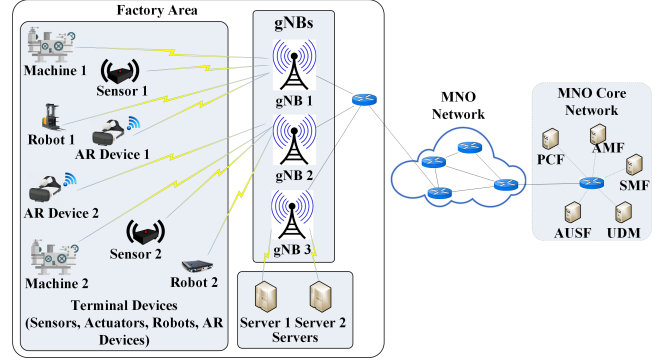 Factory Area
gNBs
Machine 1
Sensor 1
Robot 1
AR Device 1
AR Device 2
Sensor 2
Machine 2
Robot 2
Terminal Devices
(Sensors, Actuators, Robots, AR
Devices)
gNB 1
gNB 2
gNB 3
Server 1 Server 2
Servers
MNO
Network
MNO Core
Network
PCF
AMF
SMF
AUSF
UDM